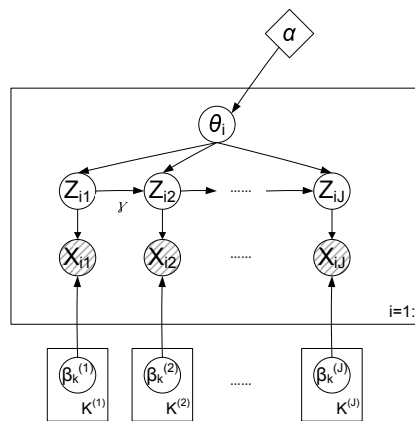 α
θi
Zi1 Zi2 ...... ZiJ
γ
Xi1 Xi2 ...... XiJ
i=1:
βk(1) βk(2) ...... βk(J)
K(1) K(2) K(J)